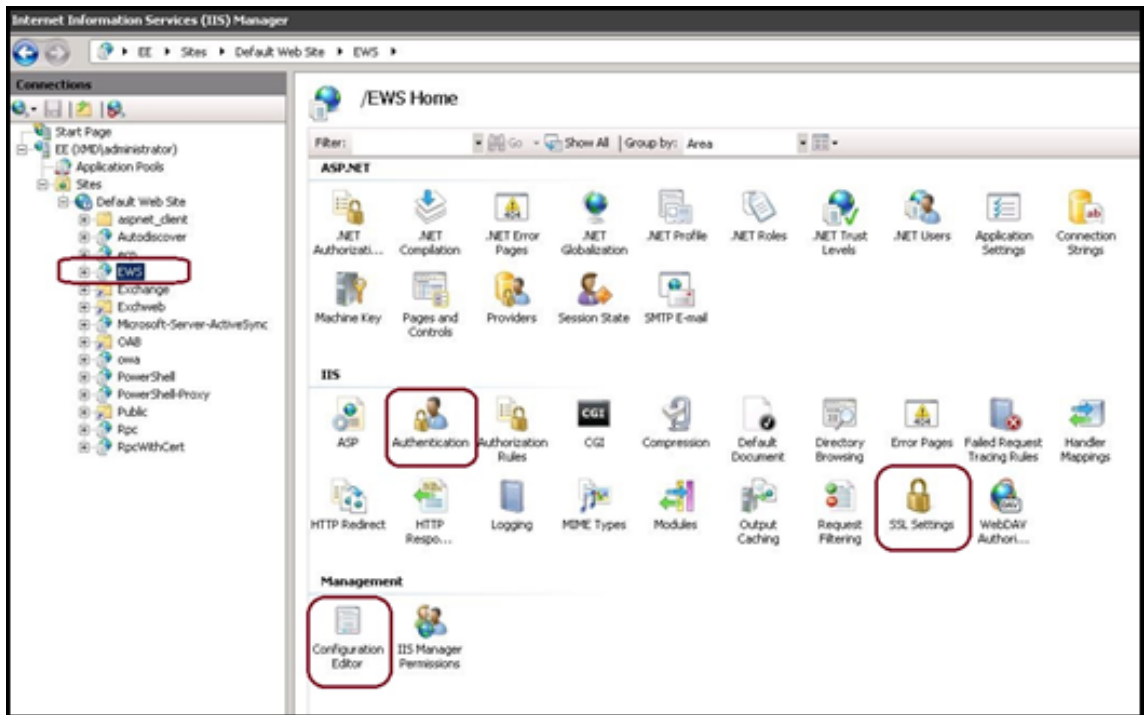 Internet Information Services (IIS) Manager
EE Sites Default Web Site EWS
Connections
Start Page
EE (XMD\administrator)
Application Pools
Sites
Default Web Site
aspnet_client
Autodiscover
ecp
EWS
Exchange
Exchweb
Microsoft-Server-ActiveSync
OAB
owa
PowerShell
PowerShell-Proxy
Public
Rpc
RpcWithCert
/EWS Home
Filter: Go Show All Group by: Area
ASP.NET
.NET Authorizati...
.NET Compilation
.NET Error Pages
404
.NET Globalization
.NET Profile
.NET Roles
.NET Trust Levels
.NET Users
Application Settings
ab
Connection Strings
Machine Key
Pages and Controls
Providers
Session State
SMTP E-mail
IIS
ASP
Authentication
Authorization Rules
CGI
CGI
Compression
Default Document
Directory Browsing
404
Error Pages
Failed Request Tracing Rules
Handler Mappings
HTTP Redirect
HTTP Respo...
Logging
MIME Types
Modules
Output Caching
Request Filtering
SSL Settings
DAV
WebDAV Authori...
Management
Configuration Editor
IIS Manager Permissions